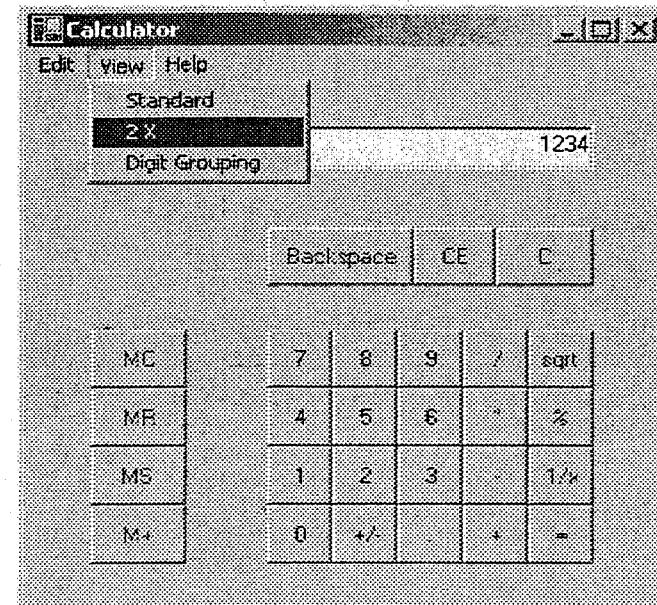 Calculator
Edit View Help
Standard
2 X
Digit Grouping
1234
Backspace CE C
MC 7 8 9 / sqrt
MR 4 5 6 * %
MS 1 2 3 - 1/x
M+ 0 +/- . + =